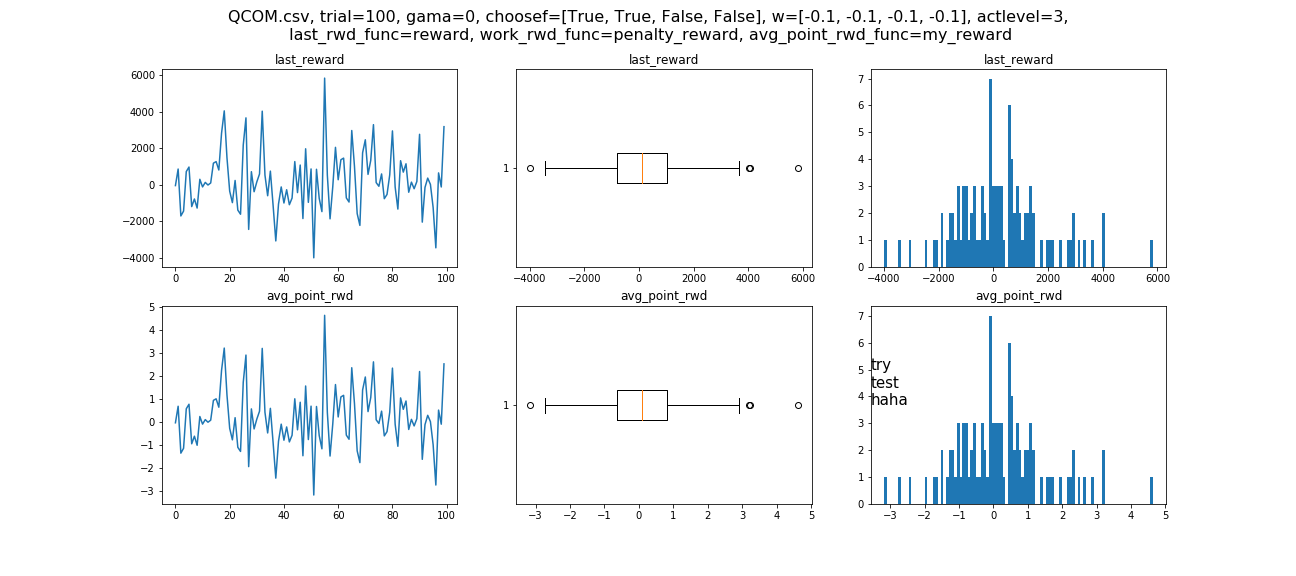 QCOM.csv, trial=100, gama=0, choosef=[True, True, False, False], w=[-0.1, -0.1, -0.1, -0.1], actlevel=3,
last_rwd_func=reward, work_rwd_func=penalty_reward, avg_point_rwd_func=my_reward
last_reward
6000
4000
2000
0
−2000
−4000
0 20 40 60 80 100
last_reward
1
−4000 −2000 0 2000 4000 6000
last_reward
7
6
5
4
3
2
1
0
−4000 −2000 0 2000 4000 6000
avg_point_rwd
5
4
3
2
1
0
−1
−2
−3
0 20 40 60 80 100
avg_point_rwd
1
−3 −2 −1 0 1 2 3 4 5
avg_point_rwd
7
6
5
4
3
2
1
0
try
test
haha
−3 −2 −1 0 1 2 3 4 5